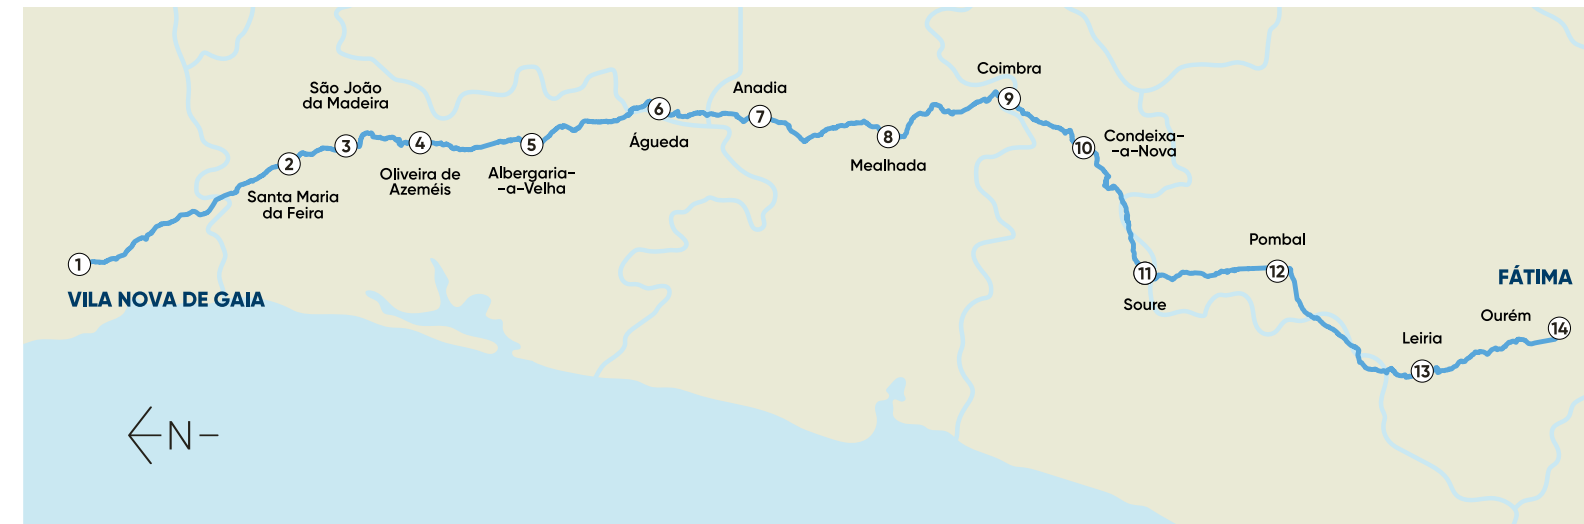 1
VILA NOVA DE GAIA
2
Santa Maria
da Feira
São João
da Madeira
3
4
Oliveira de
Azeméis
5
Albergaria-
-a-Velha
6
Águeda
Anadia
7
8
Mealhada
Coimbra
9
10
Condeixa-
-a-Nova
11
Soure
Pombal
12
Leiria
13
FÁTIMA
Ourém
14
N